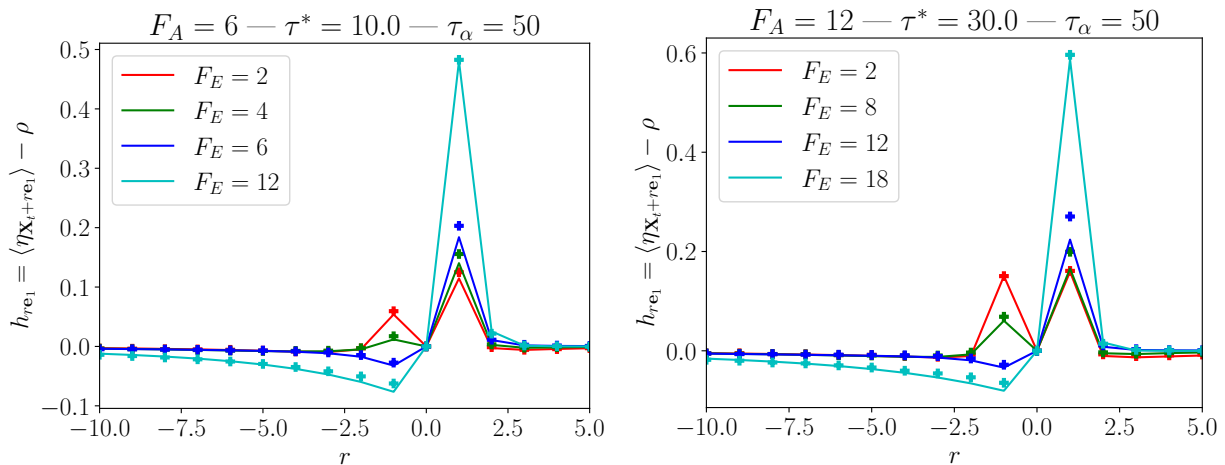 F_A = 6 — τ* = 10.0 — τ_α = 50
h_{re_1} = ⟨η_{X_t+re_1}⟩ − ρ
0.5
0.4
0.3
0.2
0.1
0.0
−0.1
F_E = 2
F_E = 4
F_E = 6
F_E = 12
−10.0 −7.5 −5.0 −2.5 0.0 2.5 5.0
r
F_A = 12 — τ* = 30.0 — τ_α = 50
h_{re_1} = ⟨η_{X_t+re_1}⟩ − ρ
0.6
0.4
0.2
0.0
F_E = 2
F_E = 8
F_E = 12
F_E = 18
−10.0 −7.5 −5.0 −2.5 0.0 2.5 5.0
r